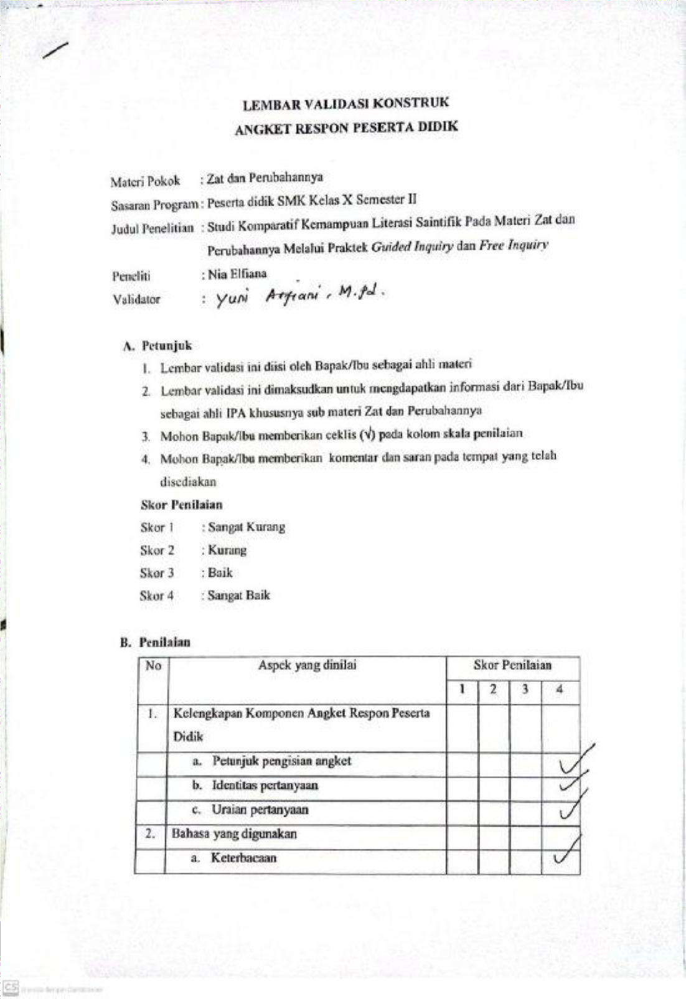 LEMBAR VALIDASI KONSTRUK
ANGKET RESPON PESERTA DIDIK
Materi Pokok : Zat dan Perubahannya
Sasaran Program : Peserta didik SMK Kelas X Semester II
Judul Penelitian : Studi Komparatif Kemampuan Literasi Saintifik Pada Materi Zat dan
Perubahannya Melalui Praktek Guided Inquiry dan Free Inquiry
Peneliti : Nia Elfiana
Validator : Yuni M.Pd.
A. Petunjuk
1. Lembar validasi ini diisi oleh Bapak/Ibu sebagai ahli materi
2. Lembar validasi ini dimaksudkan untuk mengdapatkan informasi dari Bapak/Ibu
sebagai ahli IPA khususnya sub materi Zat dan Perubahannya
3. Mohon Bapak/Ibu memberikan ceklis (√) pada kolom skala penilaian
4. Mohon Bapak/Ibu memberikan komentar dan saran pada tempat yang telah
disediakan
Skor Penilaian
Skor 1 : Sangat Kurang
Skor 2 : Kurang
Skor 3 : Baik
Skor 4 : Sangat Baik
B. Penilaian
No Aspek yang dinilai Skor Penilaian
1 2 3 4
1. Kelengkapan Komponen Angket Respon Peserta
Didik
a. Petunjuk pengisian angket ✓
b. Identitas pertanyaan ✓
c. Uraian pertanyaan ✓
2. Bahasa yang digunakan
a. Keterbacaan ✓
CS